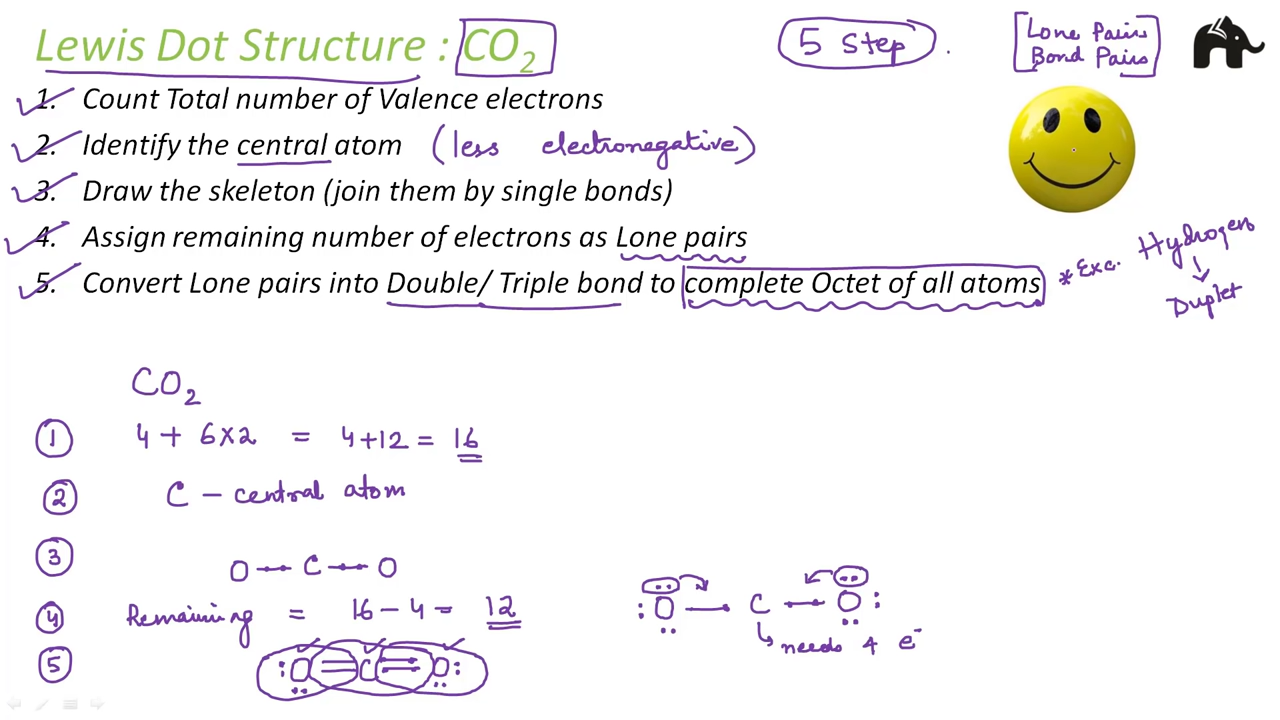 Lewis Dot Structure : CO₂
5 Step
Lone Pairs
Bond Pairs
1. Count Total number of Valence electrons
2. Identify the central atom (less electronegative)
3. Draw the skeleton (join them by single bonds)
4. Assign remaining number of electrons as Lone pairs
5. Convert Lone pairs into Double/ Triple bond to complete Octet of all atoms
*Exc. Hydrogen
↓
Duplet
CO₂
① 4 + 6×2 = 4+12 = 16
② C – central atom
③ O — C — O
④ Remaining = 16 – 4 = 12
⑤ :O = C = O:
:O — C — O:
needs 4 e⁻